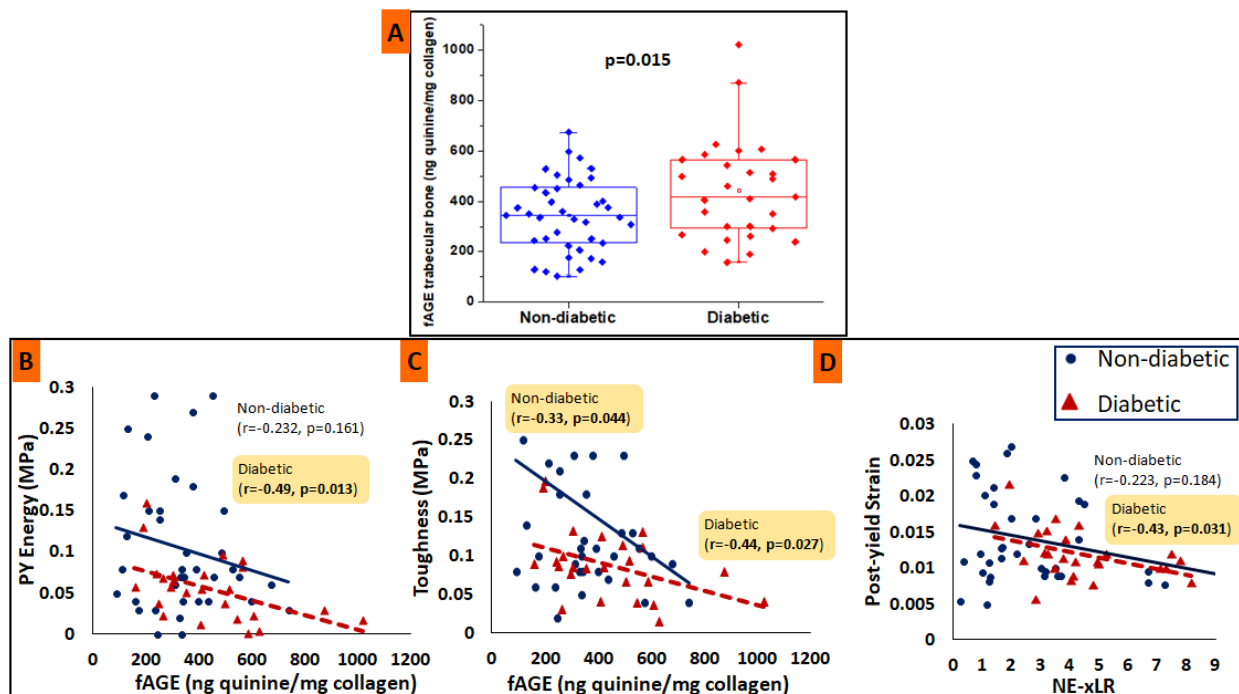 A
fAGE trabecular bone (ng quinine/mg collagen)
1000
800
600
400
200
0
p=0.015
Non-diabetic
Diabetic
B
PY Energy (MPa)
0.3
0.25
0.2
0.15
0.1
0.05
0
Non-diabetic
(r=-0.232, p=0.161)
Diabetic
(r=-0.49, p=0.013)
0 200 400 600 800 1000 1200
fAGE (ng quinine/mg collagen)
C
Toughness (MPa)
0.3
0.25
0.2
0.15
0.1
0.05
0
Non-diabetic
(r=-0.33, p=0.044)
Diabetic
(r=-0.44, p=0.027)
0 200 400 600 800 1000 1200
fAGE (ng quinine/mg collagen)
D
Non-diabetic
Diabetic
Post-yield Strain
0.03
0.025
0.02
0.015
0.01
0.005
0
Non-diabetic
(r=-0.223, p=0.184)
Diabetic
(r=-0.43, p=0.031)
0 1 2 3 4 5 6 7 8 9
NE-xLR